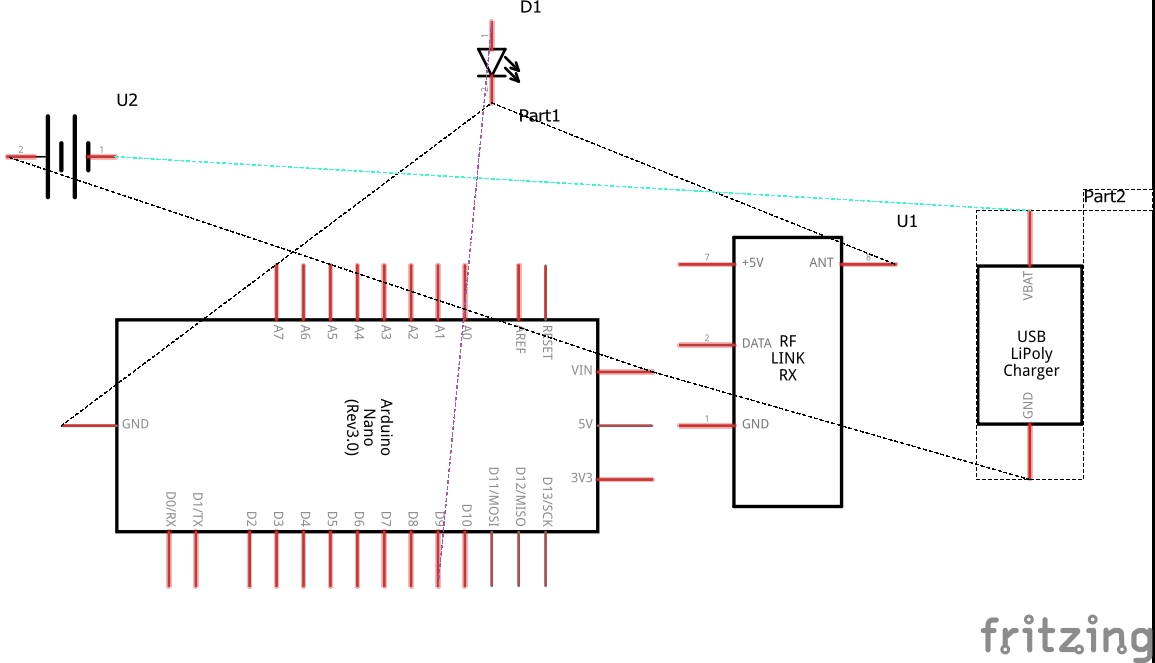 D1
1
2
Part1
U2
2
1
Part2
U1
7
+5V
ANT
8
2
DATA
RF
LINK
RX
1
GND
VBAT
USB
LiPoly
Charger
GND
A7
A6
A5
A4
A3
A2
A1
A0
AREF
RESET
VIN
GND
5V
3V3
Arduino
Nano
(Rev3.0)
D0/RX
D1/TX
D2
D3
D4
D5
D6
D7
D8
D9
D10
D11/MOSI
D12/MISO
D13/SCK
fritzing